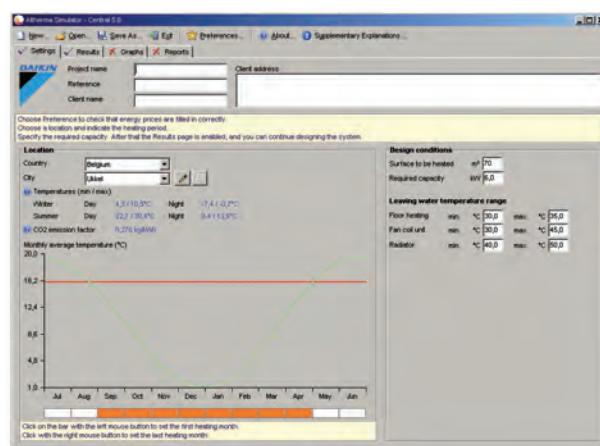 Altherma Simulator - Central 5.0
New... Open... Save As... Exit Preferences... About... Supplementary Explanations...
Settings Results Graphs Reports
DAIKIN
Project name
Client address
Reference
Client name
Choose Preference to check that energy prices are filled in correctly.
Choose a location and indicate the heating period.
Specify the required capacity. After that the Results page is enabled, and you can continue designing the system.
Location
Design conditions
Country Belgium
Surface to be heated m² 70
City Ukkel
Required capacity kW 6,0
Temperatures (min / max)
Leaving water temperature range
Winter Day Night
Floor heating min. °C 30,0 max. °C 35,0
Summer Day Night
Fan coil unit min. °C 30,0 max. °C 45,0
CO2 emission factor
Radiator min. °C 40,0 max. °C 50,0
Monthly average temperature (°C)
20,0
16,2
12,4
8,6
4,8
1,0
Jul Aug Sep Oct Nov Dec Jan Feb Mar Apr May Jun
Click on the bar with the left mouse button to set the first heating month.
Click with the right mouse button to set the last heating month.